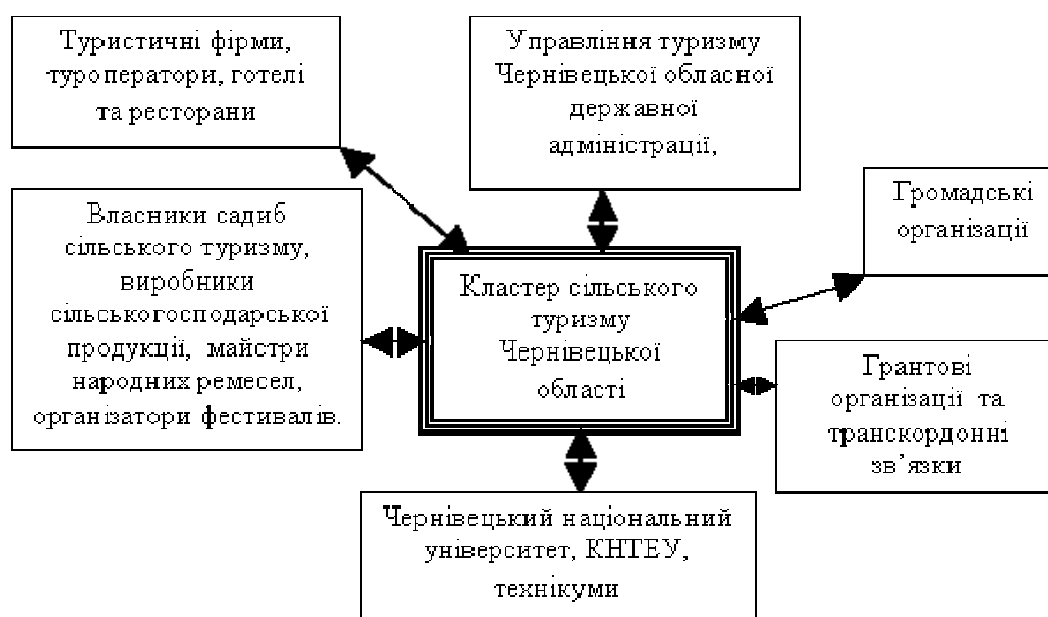 Туристичні фірми,
туроператори, готелі
та ресторани
Управління туризму
Чернівецької обласної
державної
адміністрації,
Громадські
організації
Власники садиб
сільського туризму,
виробники
сільськогосподарської
продукції, майстри
народних ремесел,
організатори фестивалів.
Кластер сільського
туризму
Чернівецької
області
Грантові
організації та
транскордонні
зв’язки
Чернівецький національний
університет, КНТЕУ,
технікуми